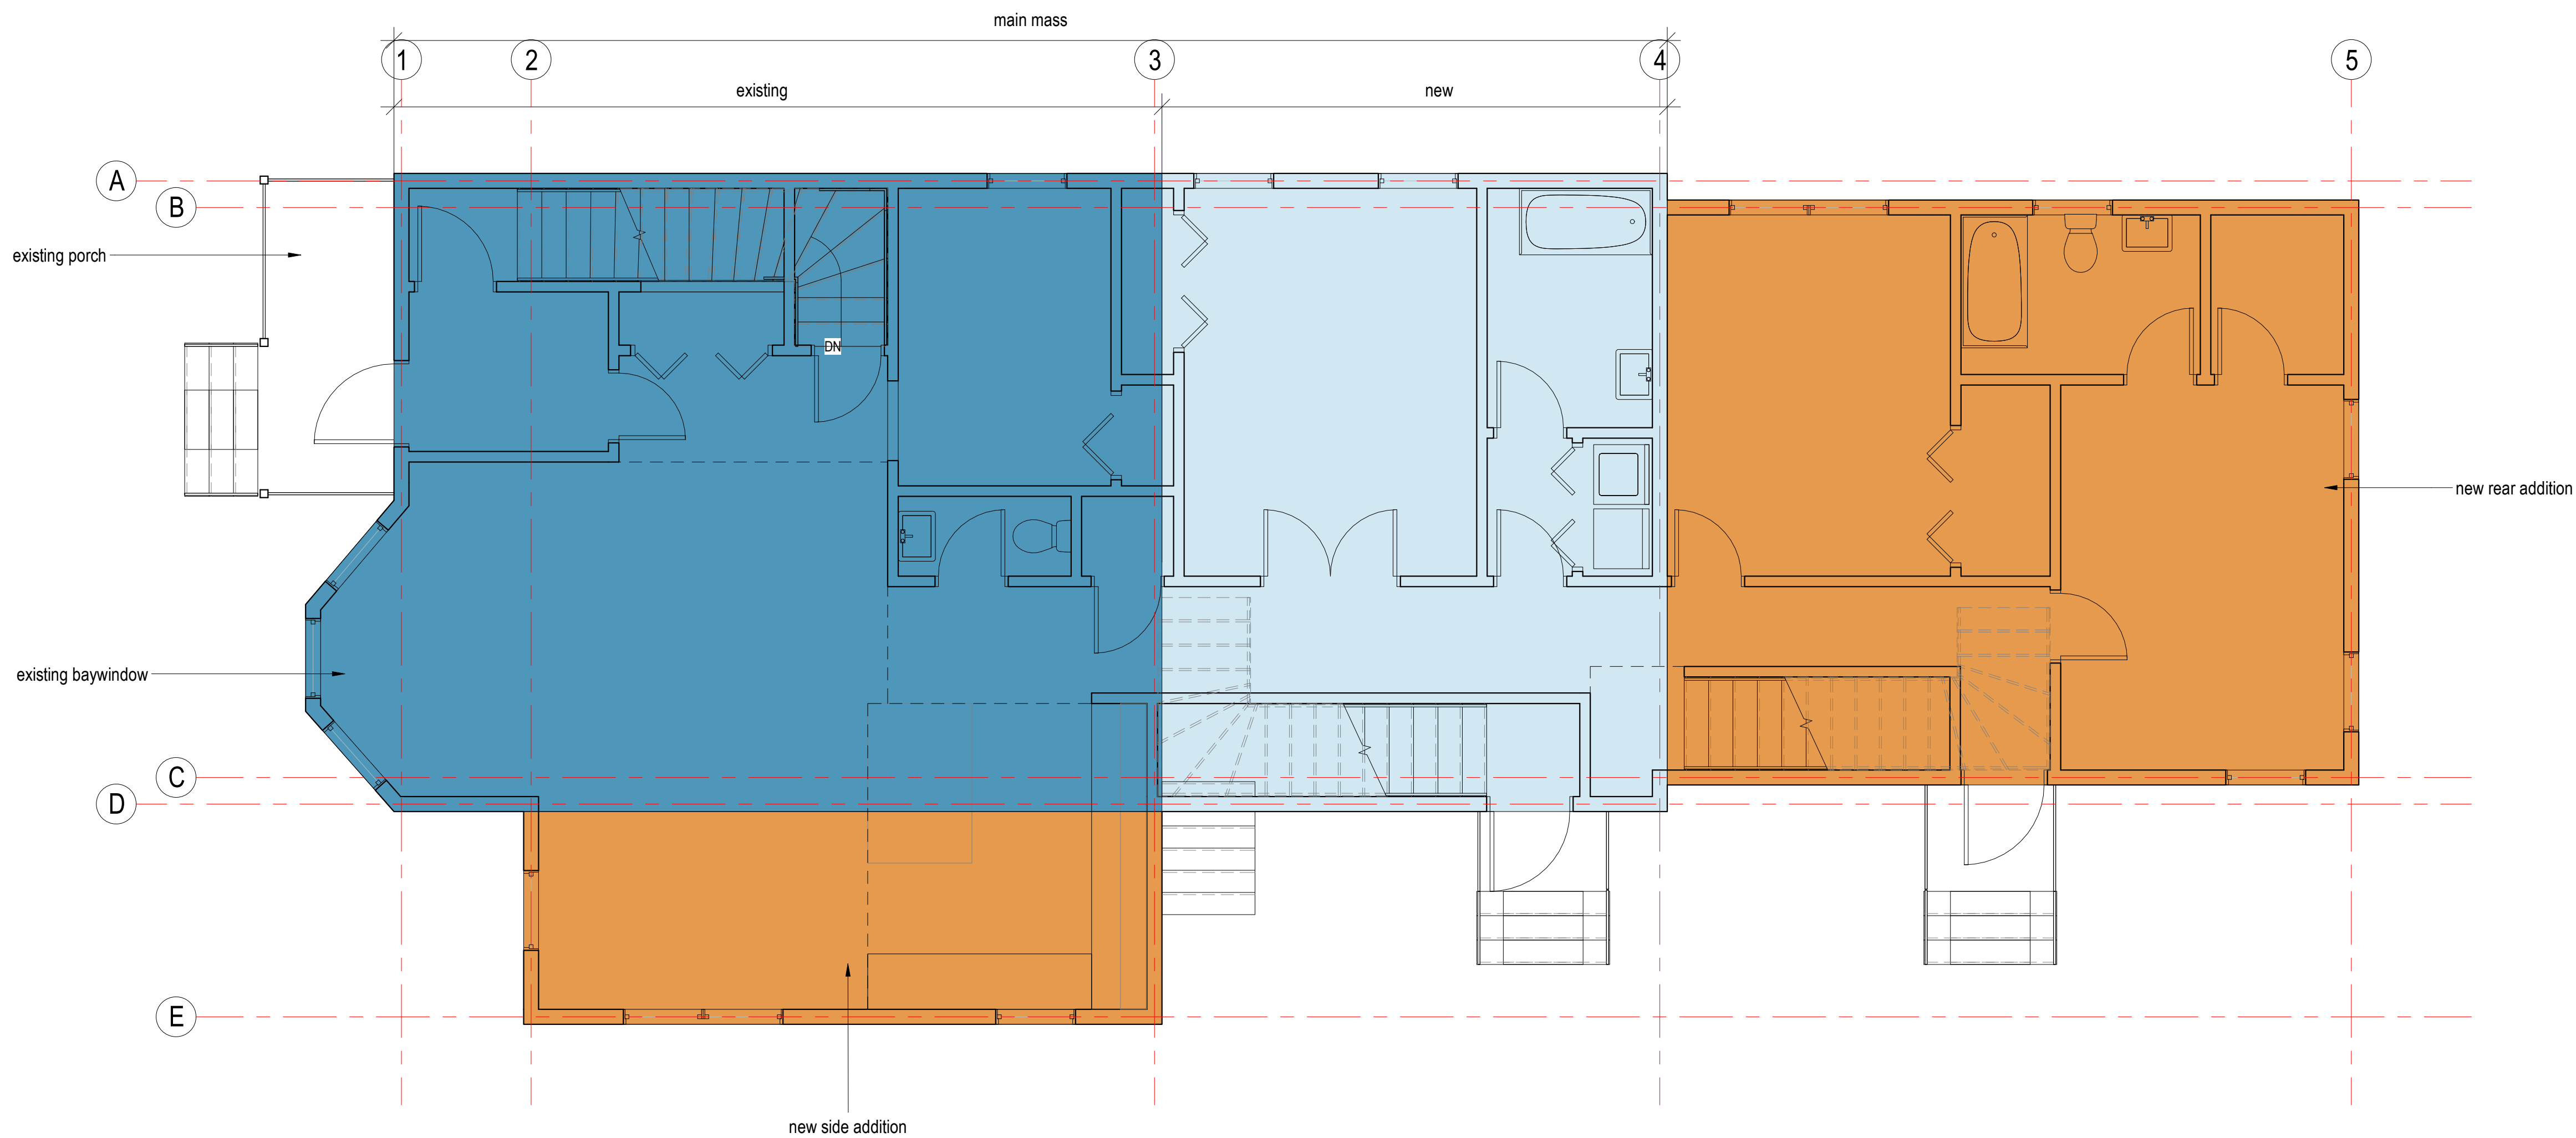 main mass
1
2
3
4
5
existing
new
A
B
existing porch
DN
new rear addition
existing baywindow
C
D
E
new side addition